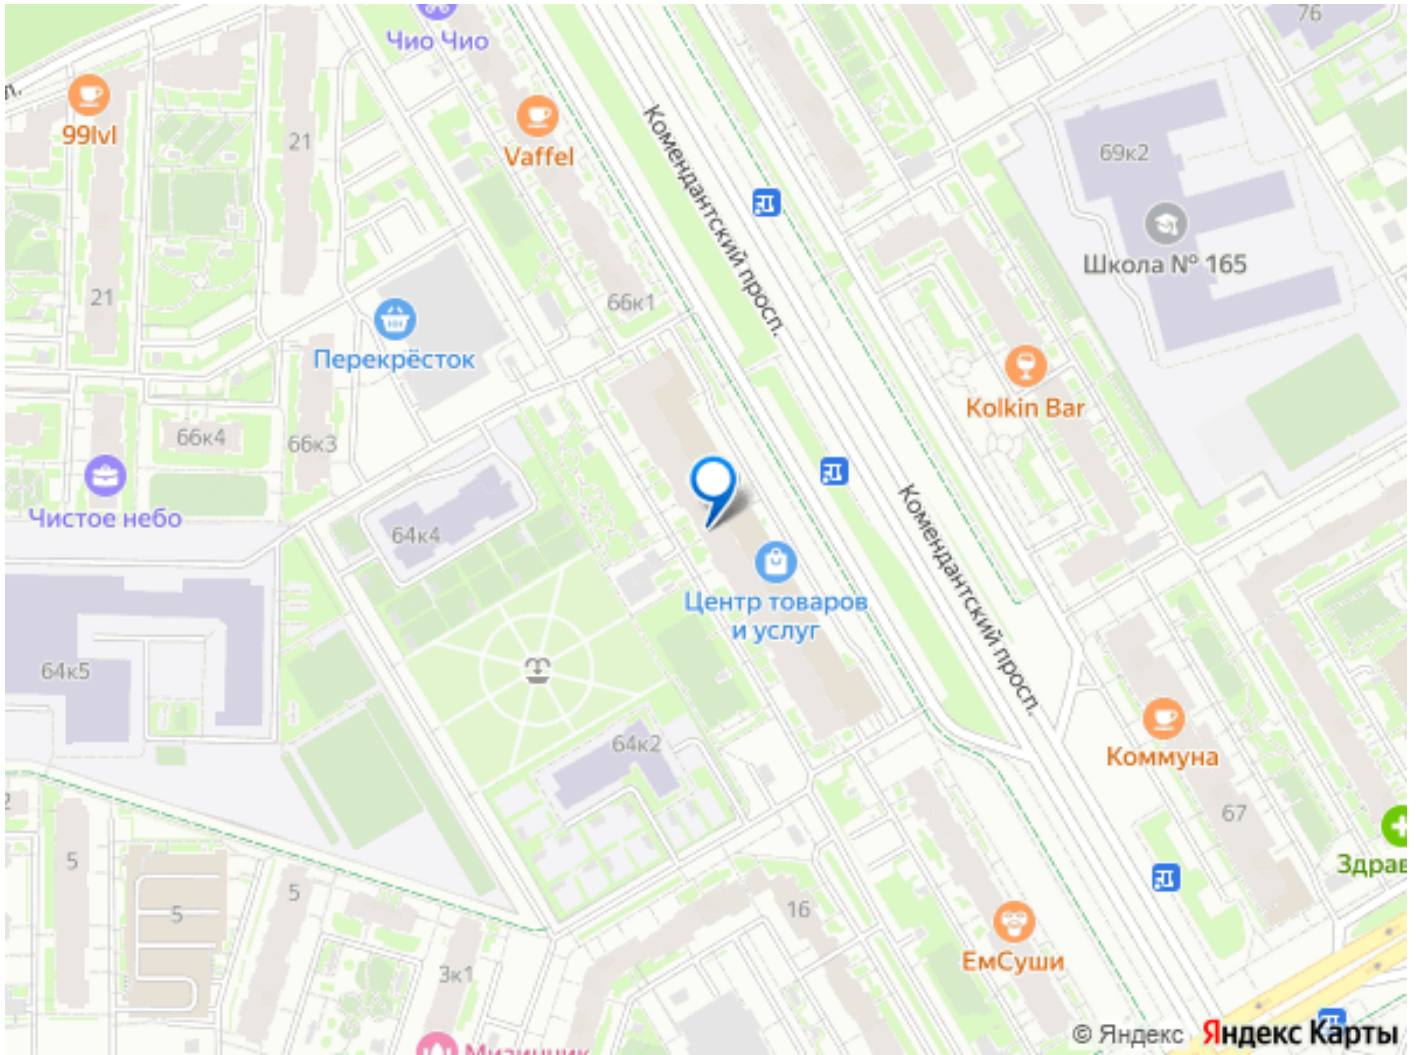 76
Чио Чио
л.
99lvl
21
Vaffel
Комендантский просп.
69к2
Школа № 165
21
66к1
Перекрёсток
Kolkin Bar
66к4
66к3
Чистое небо
64к4
Комендантский просп.
Центр товаров
и услуг
64к5
64к2
Коммуна
67
Здрав
2
5
5
5
16
ЕмСуши
3к1
Мизинчик
© Яндекс Яндекс Карты